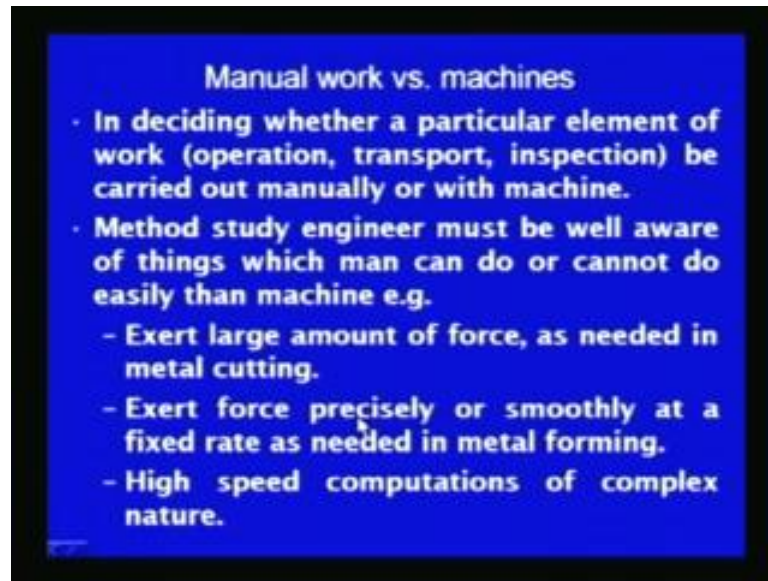 Manual work vs. machines
· In deciding whether a particular element of
work (operation, transport, inspection) be
carried out manually or with machine.
· Method study engineer must be well aware
of things which man can do or cannot do
easily than machine e.g.
– Exert large amount of force, as needed in
metal cutting.
– Exert force precisely or smoothly at a
fixed rate as needed in metal forming.
– High speed computations of complex
nature.